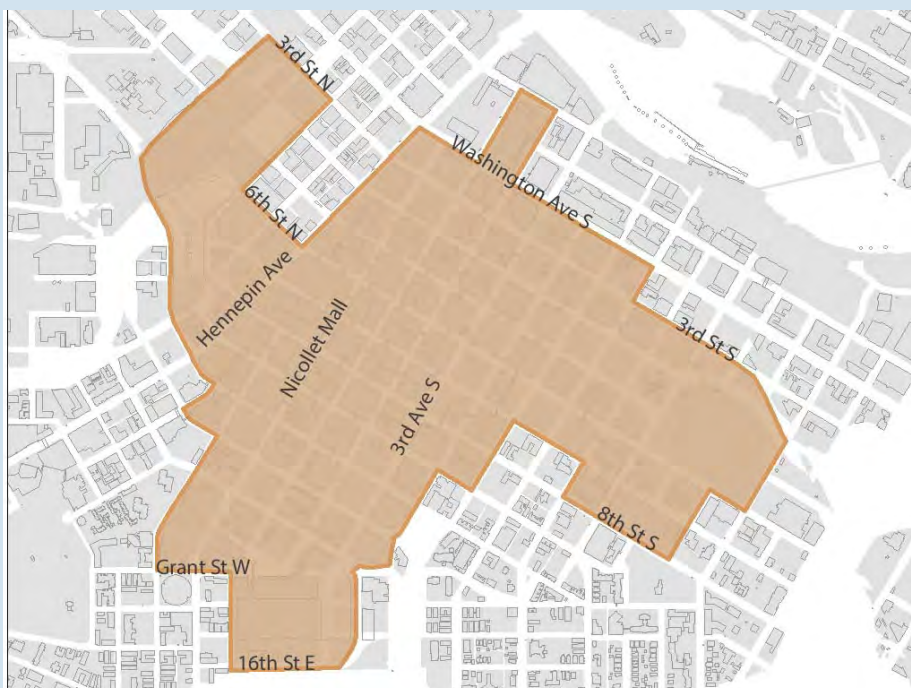 3rd St N
Washington Ave S
6th St N
Hennepin Ave
Nicollet Mall
3rd St S
3rd Ave S
8th St S
Grant St W
16th St E